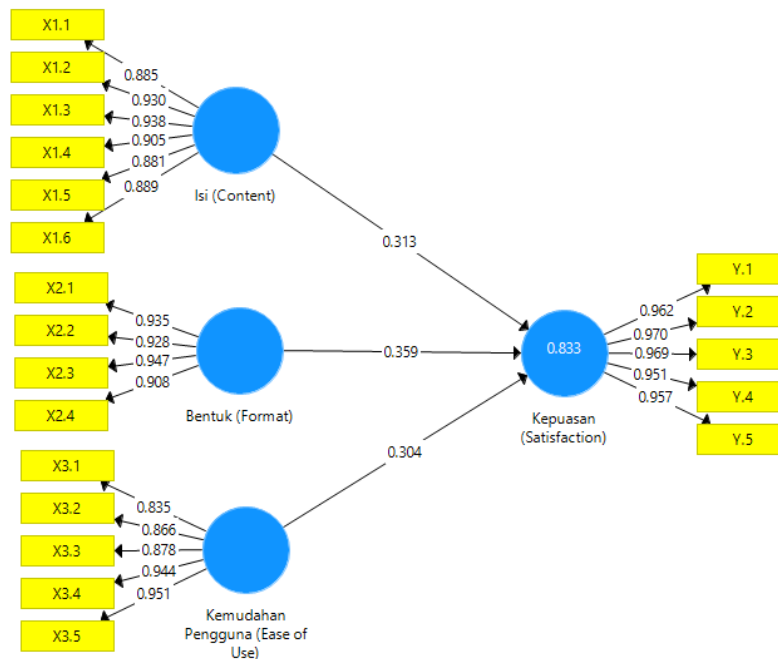 X1.1
X1.2
X1.3
X1.4
X1.5
X1.6
0.885
0.930
0.938
0.905
0.881
0.889
Isi (Content)
0.313
X2.1
X2.2
X2.3
X2.4
0.935
0.928
0.947
0.908
Bentuk (Format)
0.359
X3.1
X3.2
X3.3
X3.4
X3.5
0.835
0.866
0.878
0.944
0.951
Kemudahan
Pengguna (Ease of
Use)
0.304
0.833
Kepuasan
(Satisfaction)
0.962
0.970
0.969
0.951
0.957
Y.1
Y.2
Y.3
Y.4
Y.5